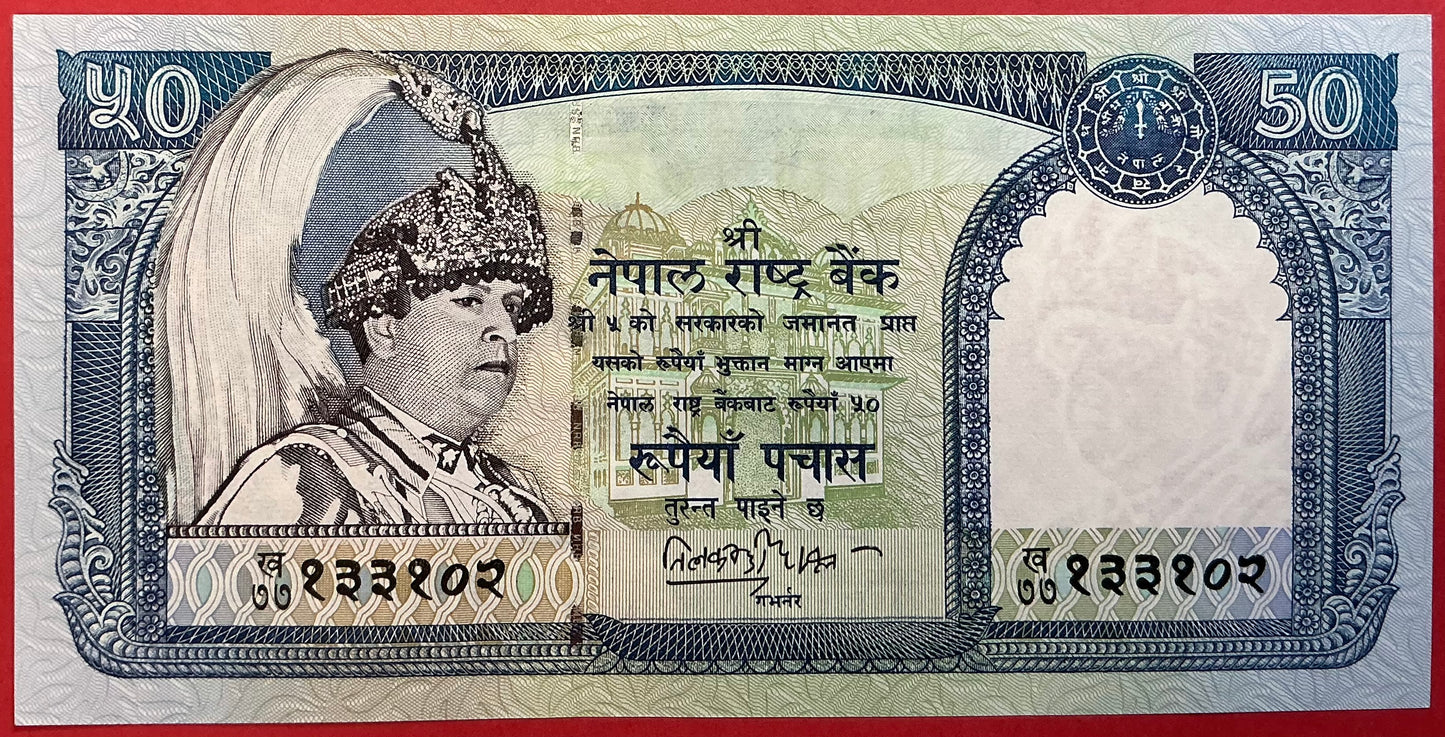 ५०
50
श्री
नेपाल राष्ट्र बैंक
श्री ५ को सरकारको जमानत प्राप्त
यसको रूपैयाँ भुक्तान माग्न आएमा
नेपाल राष्ट्र बैंकबाट रूपैयाँ ५०
रूपैयाँ पचास
तुरन्त पाइने छ
गभर्नर
ख
७७ १३३१०२
ख
७७ १३३१०२